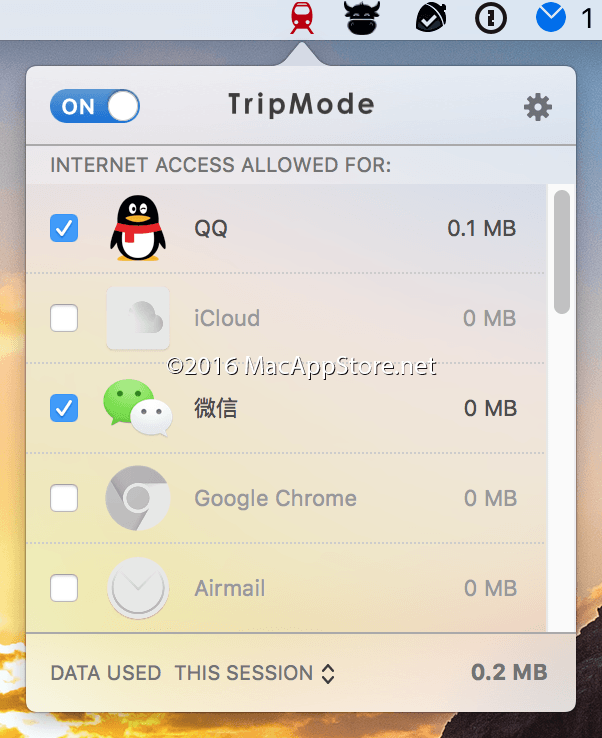 1
ON TripMode
INTERNET ACCESS ALLOWED FOR:
QQ 0.1 MB
iCloud 0 MB
©2016 MacAppStore.net
微信 0 MB
Google Chrome 0 MB
Airmail 0 MB
DATA USED THIS SESSION 0.2 MB